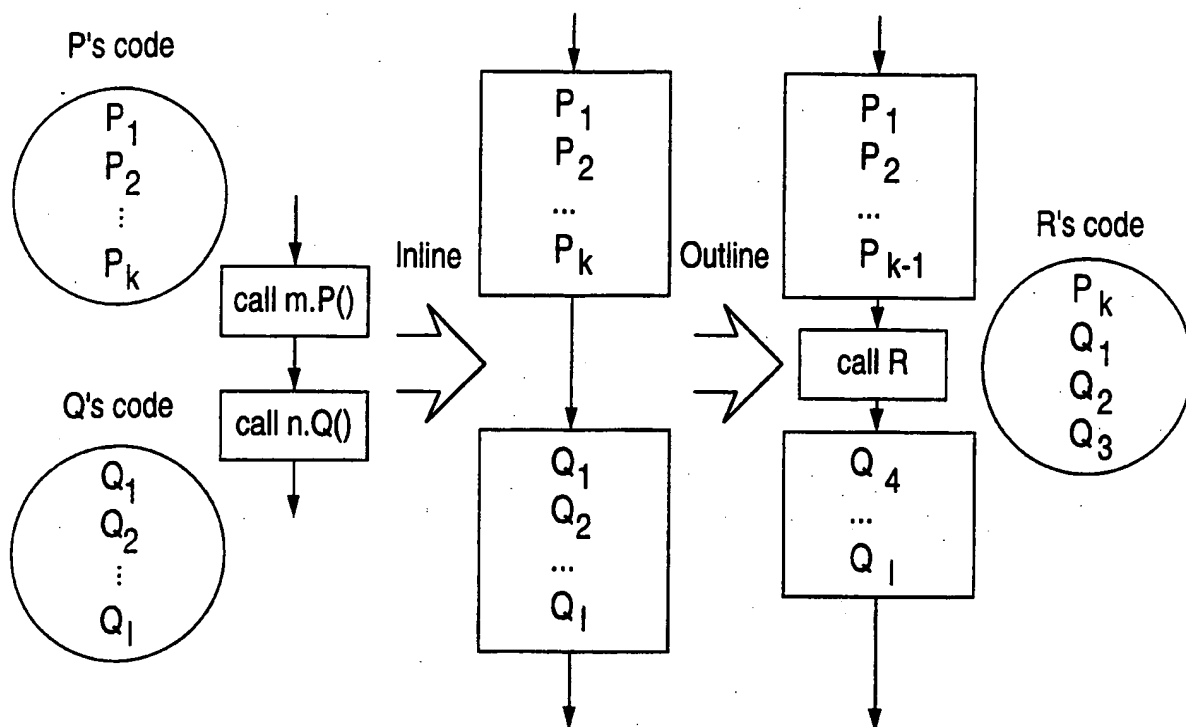 P's code
P1
P2
...
Pk
call m.P()
call n.Q()
Q's code
Q1
Q2
...
Ql
Inline
P1
P2
...
Pk
Q1
Q2
...
Ql
Outline
P1
P2
...
Pk-1
call R
Q4
...
Ql
R's code
Pk
Q1
Q2
Q3